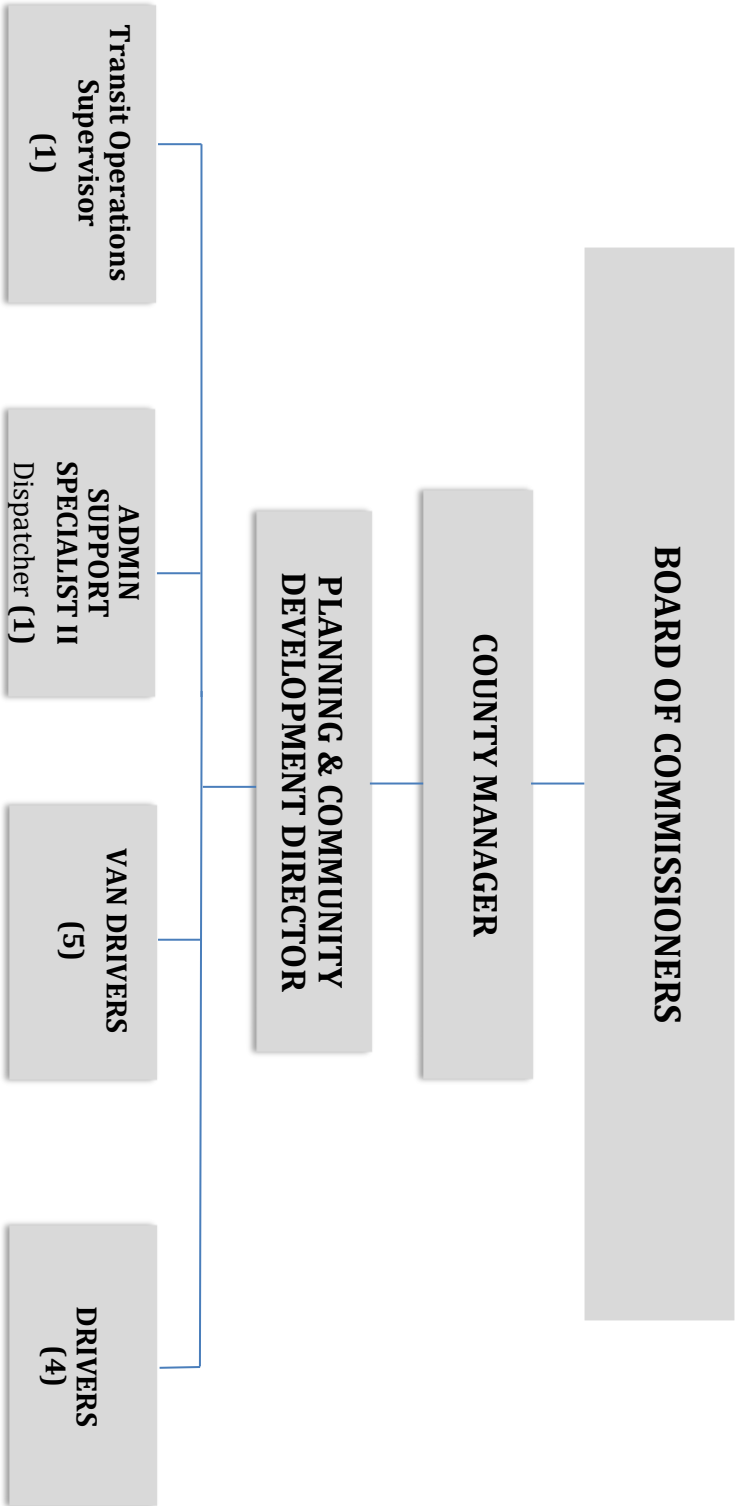 BOARD OF COMMISSIONERS
COUNTY MANAGER
PLANNING & COMMUNITY
DEVELOPMENT DIRECTOR
Transit Operations
Supervisor
(1)
ADMIN
SUPPORT
SPECIALIST II
Dispatcher (1)
VAN DRIVERS
(5)
DRIVERS
(4)